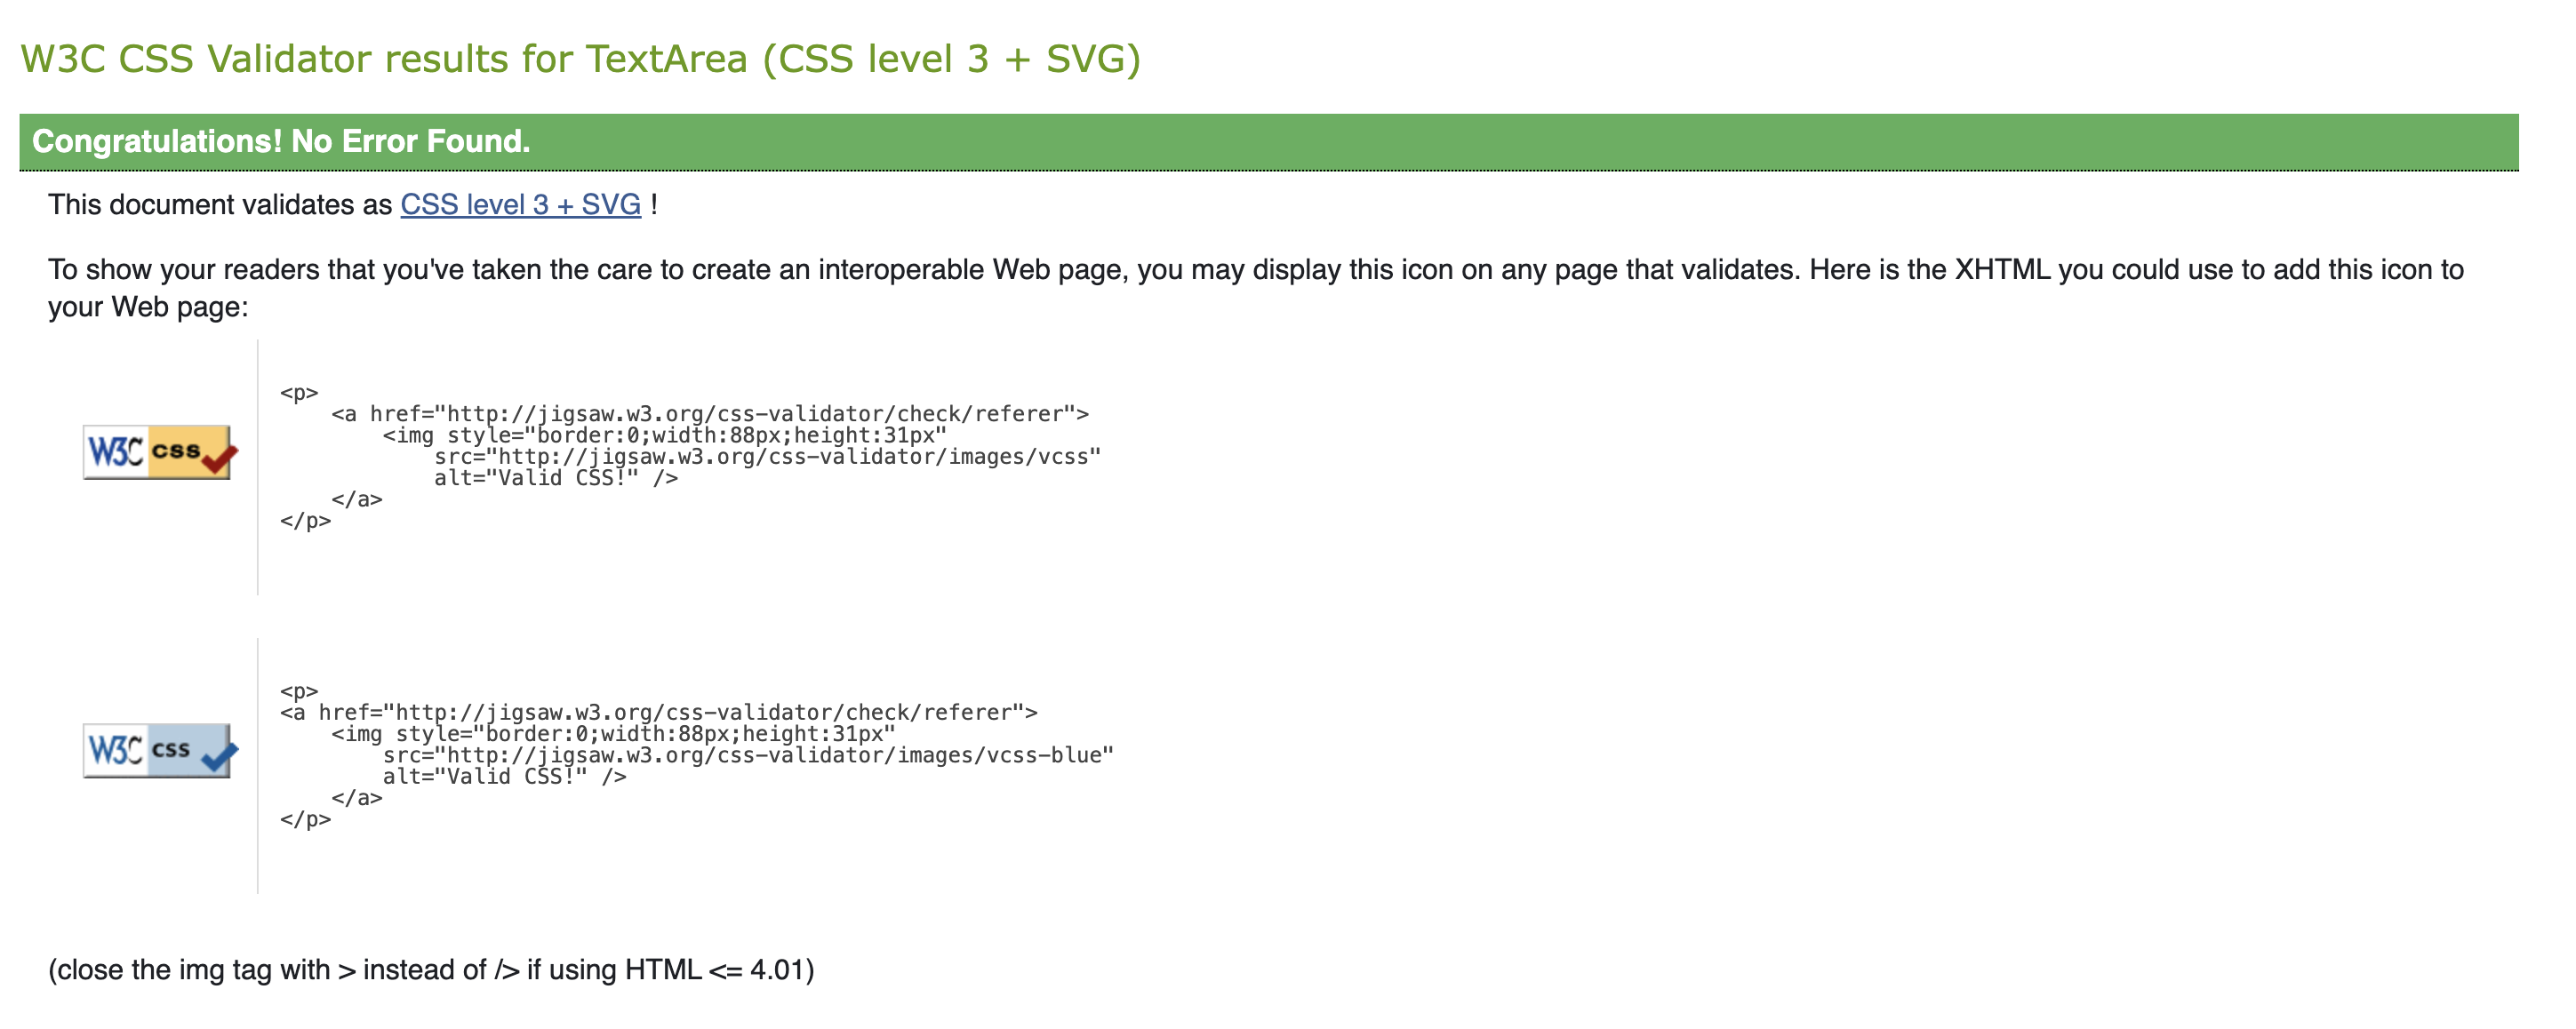 W3C CSS Validator results for TextArea (CSS level 3 + SVG)
Congratulations! No Error Found.
This document validates as CSS level 3 + SVG !
To show your readers that you've taken the care to create an interoperable Web page, you may display this icon on any page that validates. Here is the XHTML you could use to add this icon to
your Web page:
W3C css
<p>
    <a href="http://jigsaw.w3.org/css-validator/check/referer">
        <img style="border:0;width:88px;height:31px"
            src="http://jigsaw.w3.org/css-validator/images/vcss"
            alt="Valid CSS!" />
    </a>
</p>
W3C css
<p>
<a href="http://jigsaw.w3.org/css-validator/check/referer">
    <img style="border:0;width:88px;height:31px"
        src="http://jigsaw.w3.org/css-validator/images/vcss-blue"
        alt="Valid CSS!" />
    </a>
</p>
(close the img tag with > instead of /> if using HTML <= 4.01)